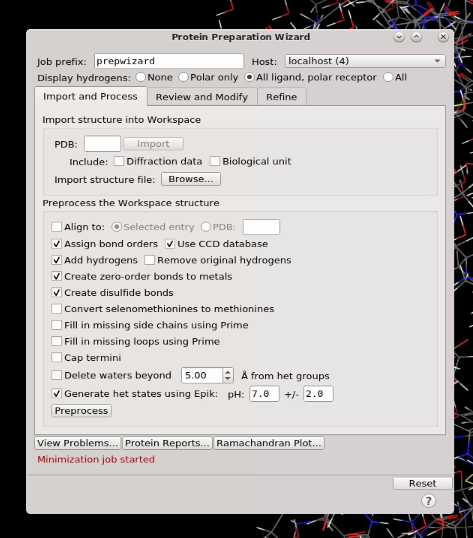 Protein Preparation Wizard
Job prefix: prepwizard Host: localhost (4)
Display hydrogens: None Polar only All ligand, polar receptor All
Import and Process Review and Modify Refine
Import structure into Workspace
PDB: Import
Include: Diffraction data Biological unit
Import structure file: Browse...
Preprocess the Workspace structure
Align to: Selected entry PDB:
Assign bond orders Use CCD database
Add hydrogens Remove original hydrogens
Create zero-order bonds to metals
Create disulfide bonds
Convert selenomethionines to methionines
Fill in missing side chains using Prime
Fill in missing loops using Prime
Cap termini
Delete waters beyond 5.00 Å from het groups
Generate het states using Epik: pH: 7.0 +/- 2.0
Preprocess
View Problems... Protein Reports... Ramachandran Plot...
Minimization job started
Reset
?